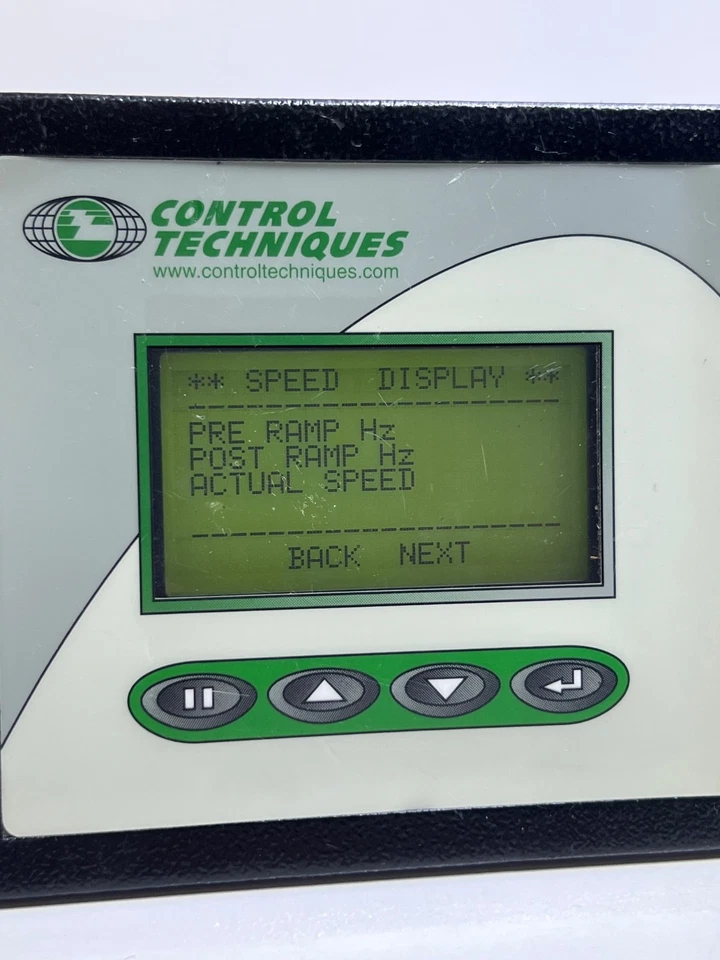 CONTROL
TECHNIQUES
www.controltechniques.com
** SPEED DISPLAY **
PRE RAMP Hz
POST RAMP Hz
ACTUAL SPEED
BACK NEXT